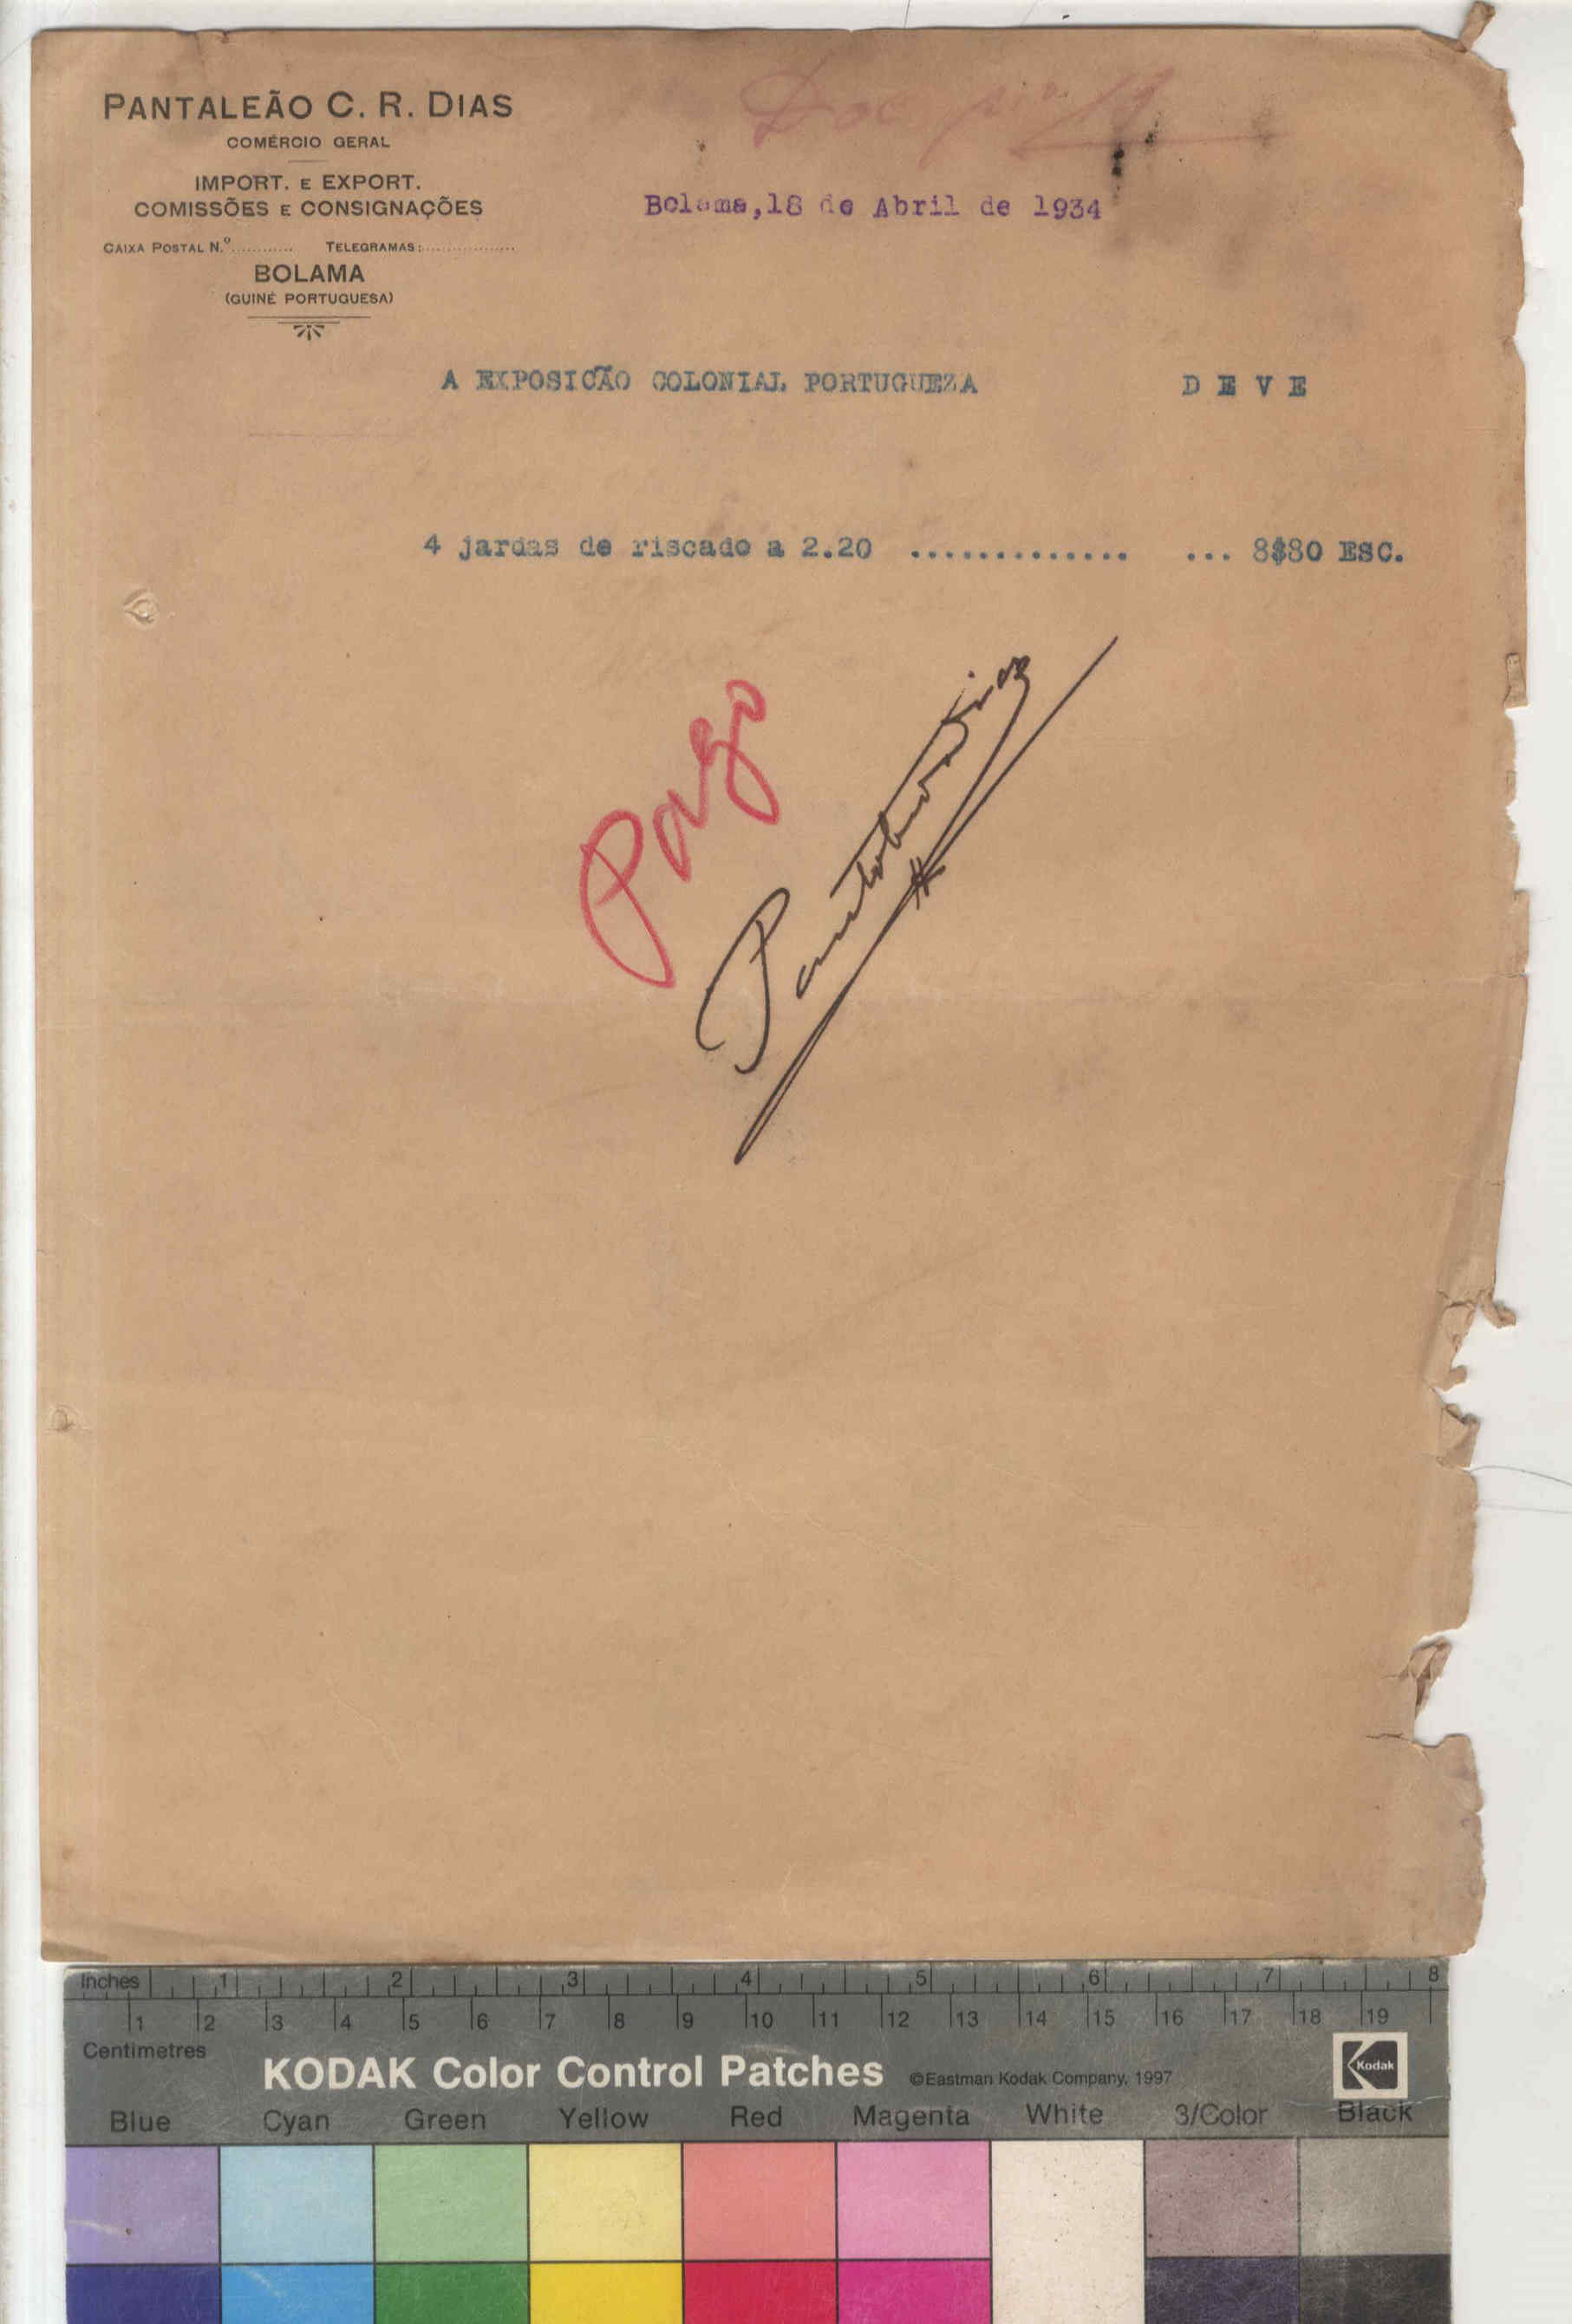 PANTALEÃO C. R. DIAS
COMÉRCIO GERAL
IMPORT. E EXPORT.
COMISSÕES E CONSIGNAÇÕES
CAIXA POSTAL N.º............ TELEGRAMAS:..................
BOLAMA
(GUINÉ PORTUGUESA)
Doc nº
Bolama,18 de Abril de 1934
A EXPOSICÃO COLONIAL PORTUGUEZA D E V E
4 jardas de riscado a 2.20 ............. ... 8$80 ESC.
Pago
Inches 1 2 3 4 5 6 7 8
1 2 3 4 5 6 7 8 9 10 11 12 13 14 15 16 17 18 19
Centimetres
KODAK Color Control Patches ©Eastman Kodak Company, 1997 Kodak
Blue Cyan Green Yellow Red Magenta White 3/Color Black